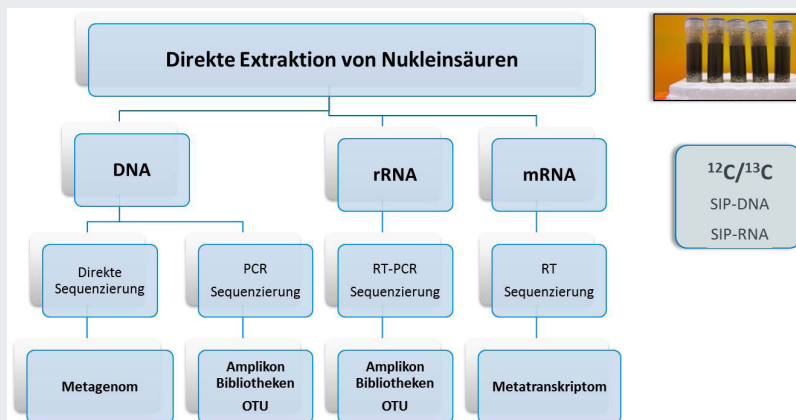 Direkte Extraktion von Nukleinsäuren
DNA
rRNA
mRNA
Direkte
Sequenzierung
PCR
Sequenzierung
RT-PCR
Sequenzierung
RT
Sequenzierung
Metagenom
Amplikon
Bibliotheken
OTU
Amplikon
Bibliotheken
OTU
Metatranskriptom
¹²C/¹³C
SIP-DNA
SIP-RNA